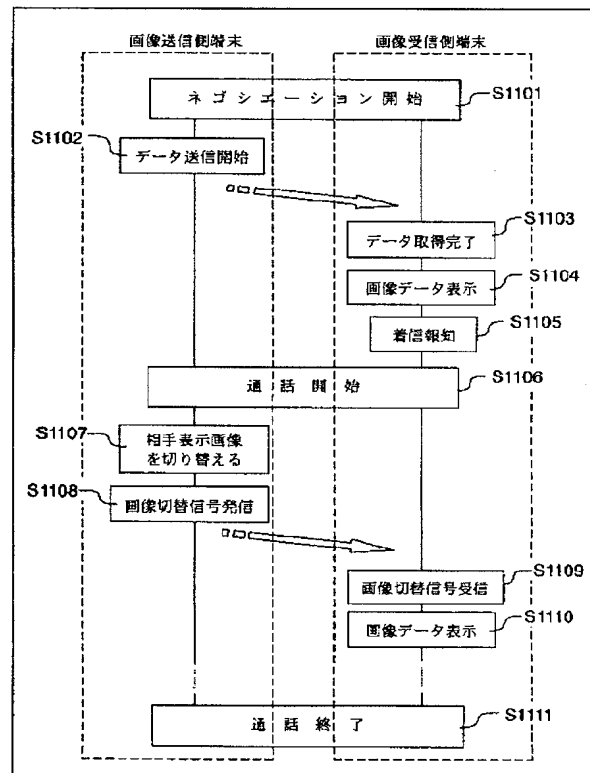 画像送信側端末
画像受信側端末
ネゴシエーション開始
S1101
S1102
データ送信開始
S1103
データ取得完了
S1104
画像データ表示
S1105
着信報知
通話開始
S1106
S1107
相手表示画像
を切り替える
S1108
画像切替信号発信
S1109
画像切替信号受信
S1110
画像データ表示
通話終了
S1111